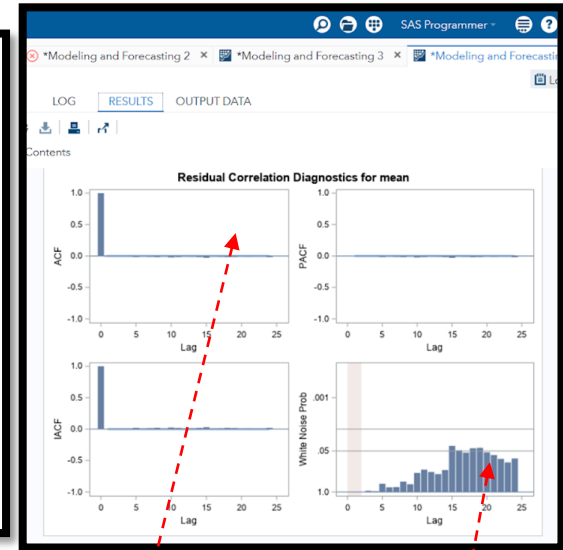 SAS Programmer
*Modeling and Forecasting 2 × *Modeling and Forecasting 3 × *Modeling and Forecasti
LOG RESULTS OUTPUT DATA
Contents
Residual Correlation Diagnostics for mean
1.0
0.5
0.0
-0.5
-1.0
ACF
0 5 10 15 20 25
Lag
1.0
0.5
0.0
-0.5
-1.0
PACF
0 5 10 15 20 25
Lag
1.0
0.5
0.0
-0.5
-1.0
IACF
0 5 10 15 20 25
Lag
.001
.05
1.0
White Noise Prob
0 5 10 15 20 25
Lag